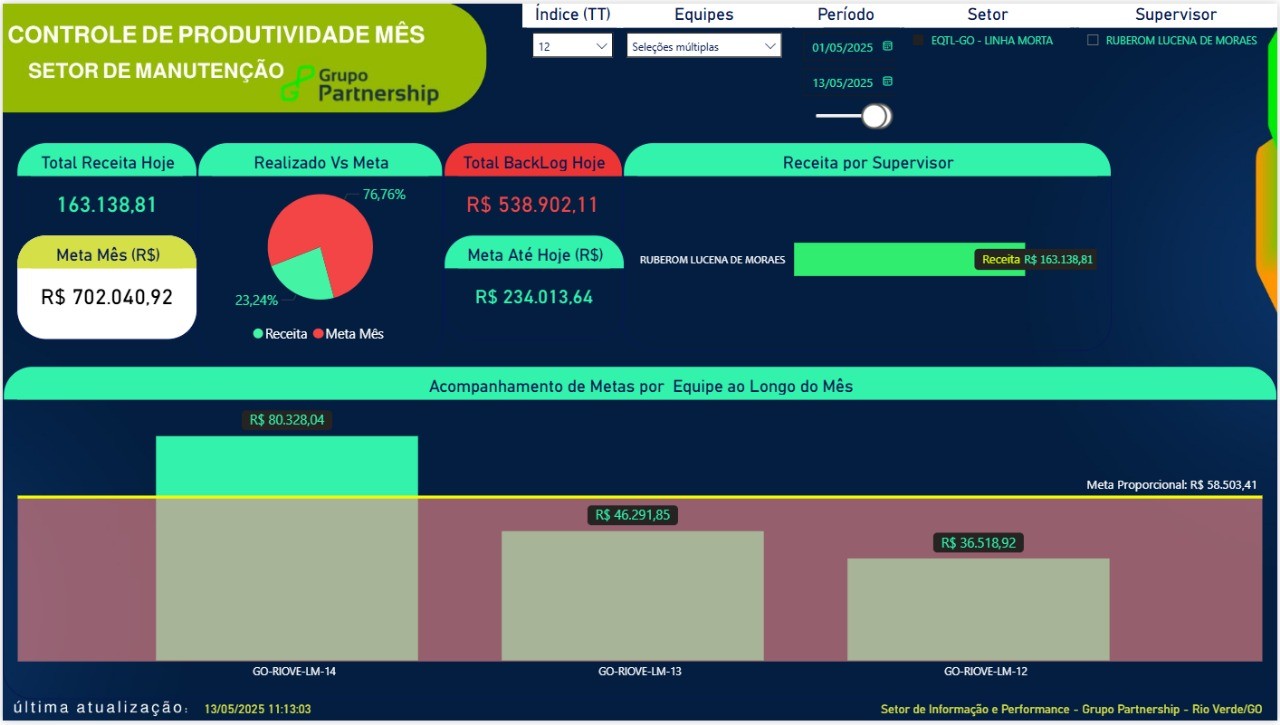 CONTROLE DE PRODUTIVIDADE MÊS
SETOR DE MANUTENÇÃO
Grupo
Partnership
Índice (TT)
12
Equipes
Seleções múltiplas
Período
01/05/2025
13/05/2025
Setor
EQTL-GO - LINHA MORTA
Supervisor
RUBEROM LUCENA DE MORAES
Total Receita Hoje
163.138,81
Meta Mês (R$)
R$ 702.040,92
Realizado Vs Meta
76,76%
23,24%
Receita
Meta Mês
Total BackLog Hoje
R$ 538.902,11
Meta Até Hoje (R$)
R$ 234.013,64
Receita por Supervisor
RUBEROM LUCENA DE MORAES
Receita R$ 163.138,81
Acompanhamento de Metas por Equipe ao Longo do Mês
R$ 80.328,04
Meta Proporcional: R$ 58.503,41
R$ 46.291,85
R$ 36.518,92
GO-RIOVE-LM-14
GO-RIOVE-LM-13
GO-RIOVE-LM-12
última atualização: 13/05/2025 11:13:03
Setor de Informação e Performance - Grupo Partnership - Rio Verde/GO